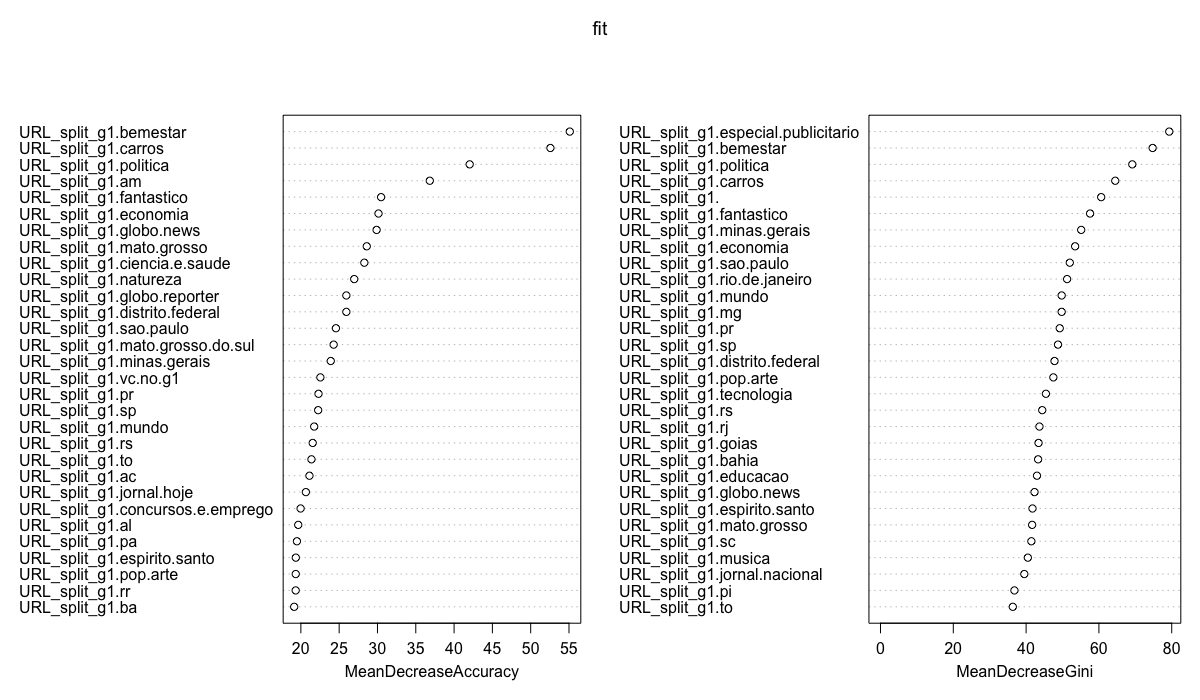 fit
URL_split_g1.bemestar
URL_split_g1.carros
URL_split_g1.politica
URL_split_g1.am
URL_split_g1.fantastico
URL_split_g1.economia
URL_split_g1.globo.news
URL_split_g1.mato.grosso
URL_split_g1.ciencia.e.saude
URL_split_g1.natureza
URL_split_g1.globo.reporter
URL_split_g1.distrito.federal
URL_split_g1.sao.paulo
URL_split_g1.mato.grosso.do.sul
URL_split_g1.minas.gerais
URL_split_g1.vc.no.g1
URL_split_g1.pr
URL_split_g1.sp
URL_split_g1.mundo
URL_split_g1.rs
URL_split_g1.to
URL_split_g1.ac
URL_split_g1.jornal.hoje
URL_split_g1.concursos.e.emprego
URL_split_g1.al
URL_split_g1.pa
URL_split_g1.espirito.santo
URL_split_g1.pop.arte
URL_split_g1.rr
URL_split_g1.ba
20 25 30 35 40 45 50 55
MeanDecreaseAccuracy
URL_split_g1.especial.publicitario
URL_split_g1.bemestar
URL_split_g1.politica
URL_split_g1.carros
URL_split_g1.
URL_split_g1.fantastico
URL_split_g1.minas.gerais
URL_split_g1.economia
URL_split_g1.sao.paulo
URL_split_g1.rio.de.janeiro
URL_split_g1.mundo
URL_split_g1.mg
URL_split_g1.pr
URL_split_g1.sp
URL_split_g1.distrito.federal
URL_split_g1.pop.arte
URL_split_g1.tecnologia
URL_split_g1.rs
URL_split_g1.rj
URL_split_g1.goias
URL_split_g1.bahia
URL_split_g1.educacao
URL_split_g1.globo.news
URL_split_g1.espirito.santo
URL_split_g1.mato.grosso
URL_split_g1.sc
URL_split_g1.musica
URL_split_g1.jornal.nacional
URL_split_g1.pi
URL_split_g1.to
0 20 40 60 80
MeanDecreaseGini